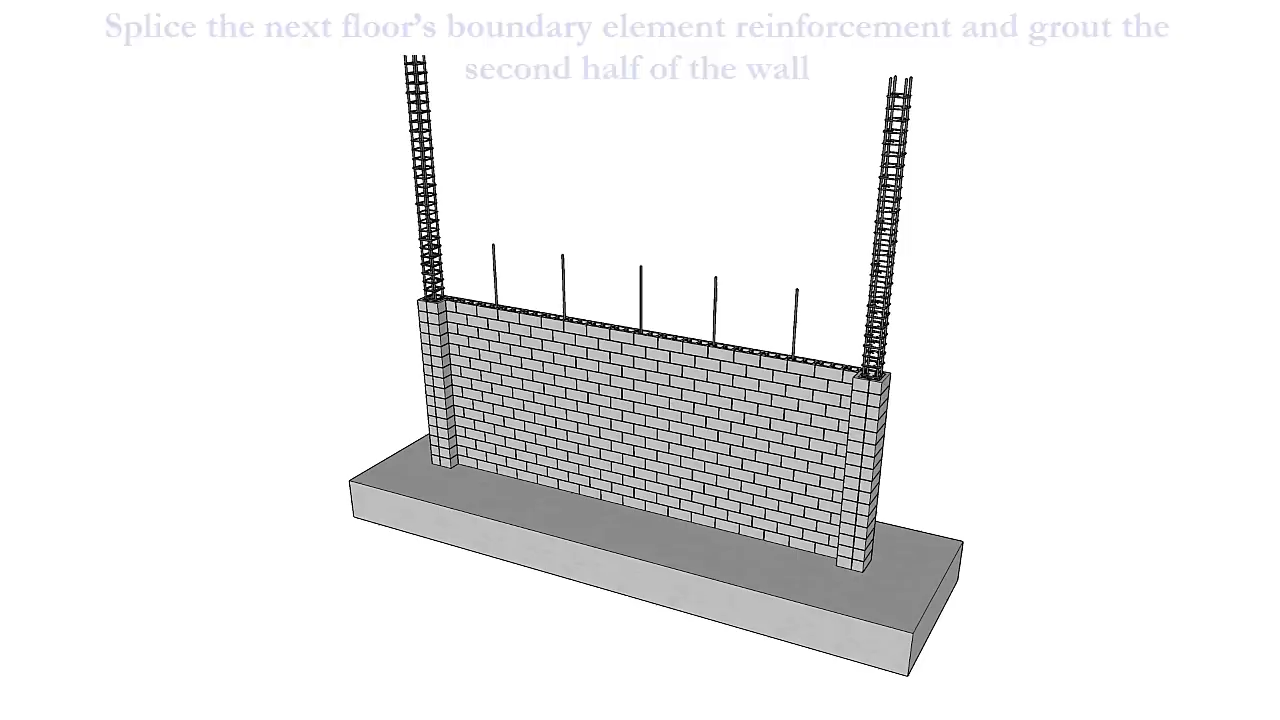 Splice the next floor’s boundary element reinforcement and grout the
second half of the wall